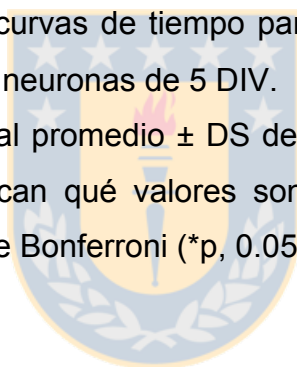 curvas de tiempo par
neuronas de 5 DIV.
al promedio ± DS de
can qué valores son
e Bonferroni (*p, 0.05